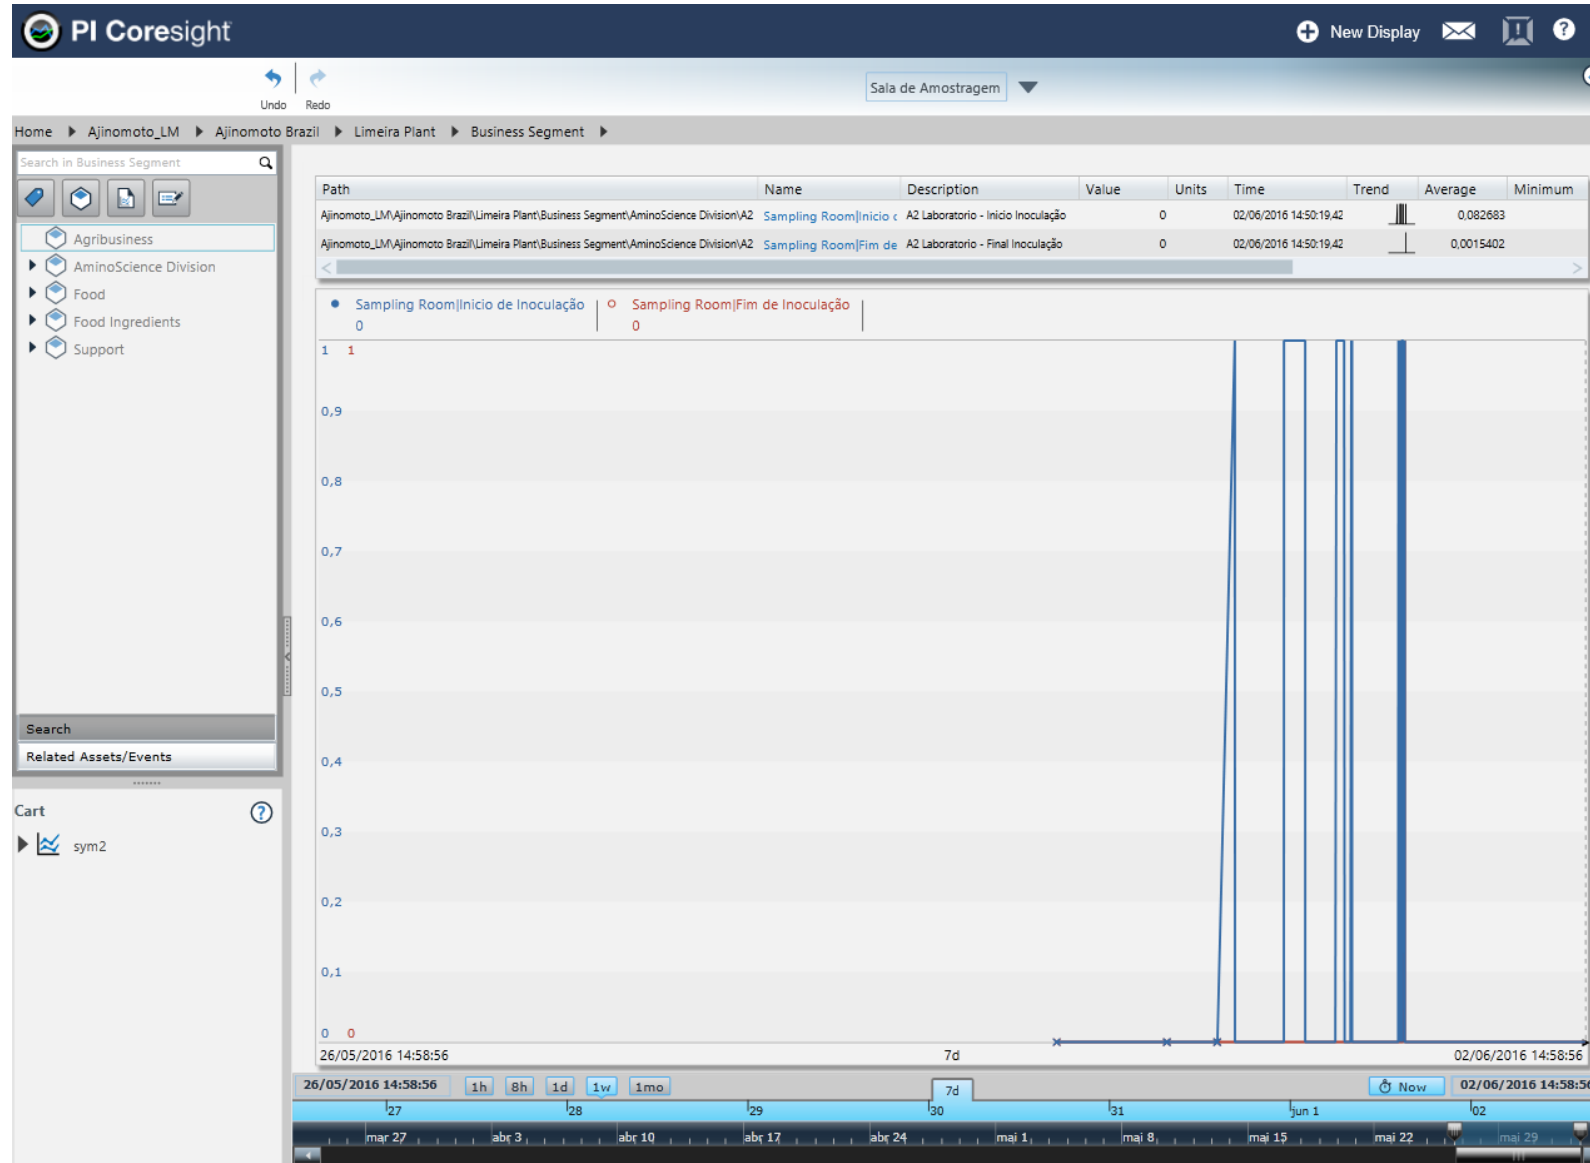 PI Coresight
New Display
?
Undo Redo
Sala de Amostragem
Home Ajinomoto_LM Ajinomoto Brazil Limeira Plant Business Segment
Search in Business Segment
Agribusiness
AminoScience Division
Food
Food Ingredients
Support
Search
Related Assets/Events
Cart ?
sym2
Path Name Description Value Units Time Trend Average Minimum
Ajinomoto_LM\Ajinomoto Brazil\Limeira Plant\Business Segment\AminoScience Division\A2 Sampling Room|Inicio c A2 Laboratorio - Inicio Inoculação 0 02/06/2016 14:50:19,42 0,082683
Ajinomoto_LM\Ajinomoto Brazil\Limeira Plant\Business Segment\AminoScience Division\A2 Sampling Room|Fim de A2 Laboratorio - Final Inoculação 0 02/06/2016 14:50:19,42 0,0015402
Sampling Room|Inicio de Inoculação Sampling Room|Fim de Inoculação
0 0
1 1
0,9
0,8
0,7
0,6
0,5
0,4
0,3
0,2
0,1
0 0
26/05/2016 14:58:56 7d 02/06/2016 14:58:56
26/05/2016 14:58:56 1h 8h 1d 1w 1mo 7d Now 02/06/2016 14:58:56
27 28 29 30 31 jun 1 02
mar 27 abr 3 abr 10 abr 17 abr 24 mai 1 mai 8 mai 15 mai 22 mai 29